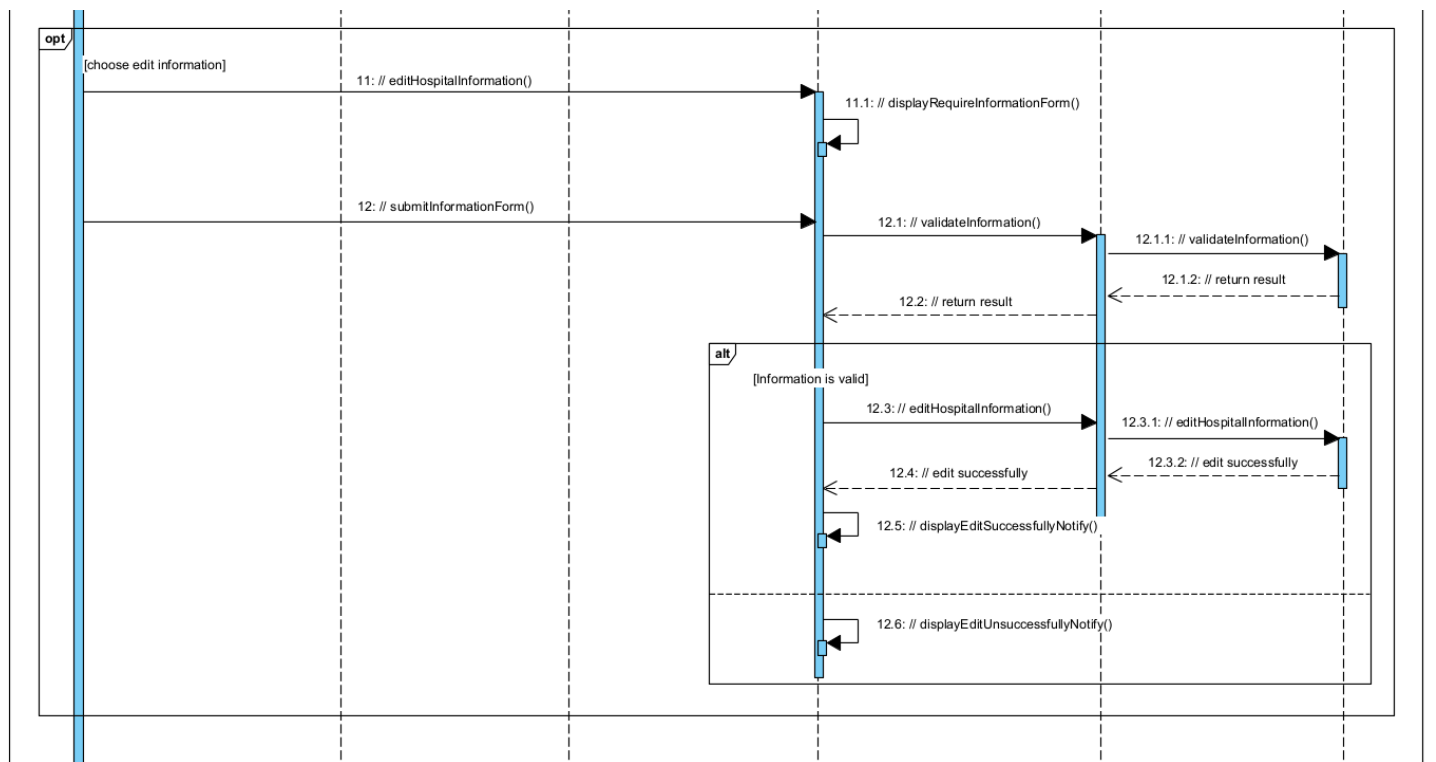 opt
[choose edit information]
11: // editHospitalInformation()
11.1: // displayRequireInformationForm()
12: // submitInformationForm()
12.1: // validateInformation()
12.1.1: // validateInformation()
12.1.2: // return result
12.2: // return result
alt
[Information is valid]
12.3: // editHospitalInformation()
12.3.1: // editHospitalInformation()
12.3.2: // edit successfully
12.4: // edit successfully
12.5: // displayEditSuccessfullyNotify()
12.6: // displayEditUnsuccessfullyNotify()